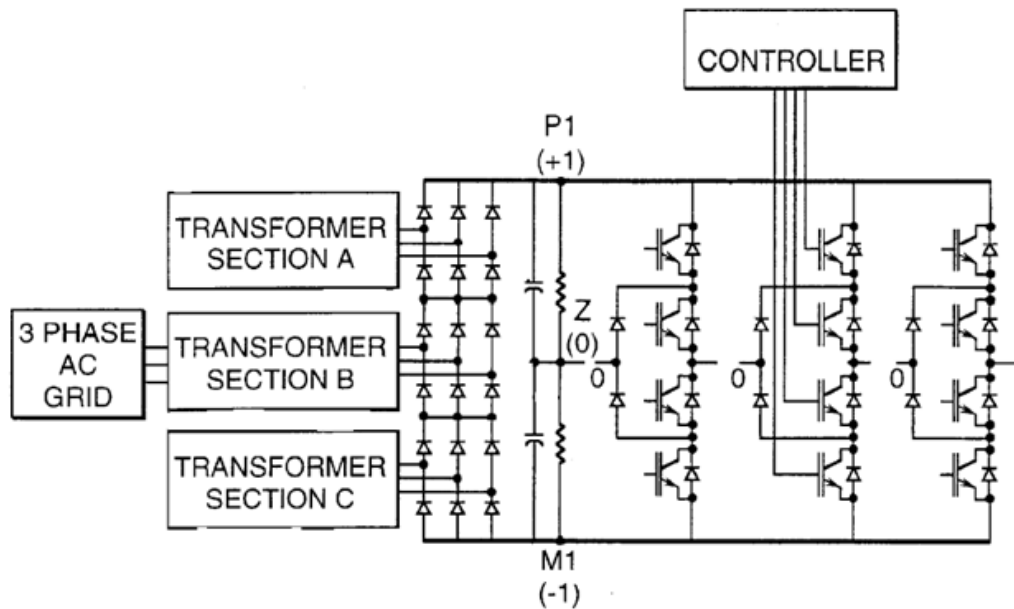 CONTROLLER
P1
(+1)
TRANSFORMER
SECTION A
Z
(0)
3 PHASE
AC
GRID
TRANSFORMER
SECTION B
0
0
0
TRANSFORMER
SECTION C
M1
(-1)